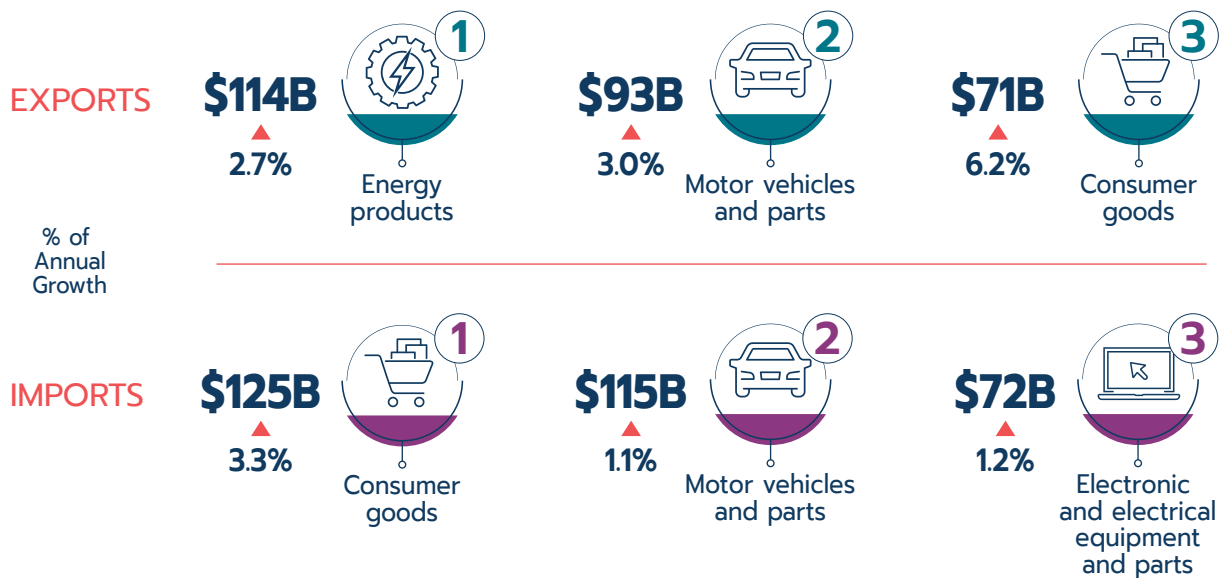 EXPORTS
$114B
2.7%
1
Energy
products
$93B
3.0%
2
Motor vehicles
and parts
$71B
6.2%
3
Consumer
goods
% of
Annual
Growth
IMPORTS
$125B
3.3%
1
Consumer
goods
$115B
1.1%
2
Motor vehicles
and parts
$72B
1.2%
3
Electronic
and electrical
equipment
and parts